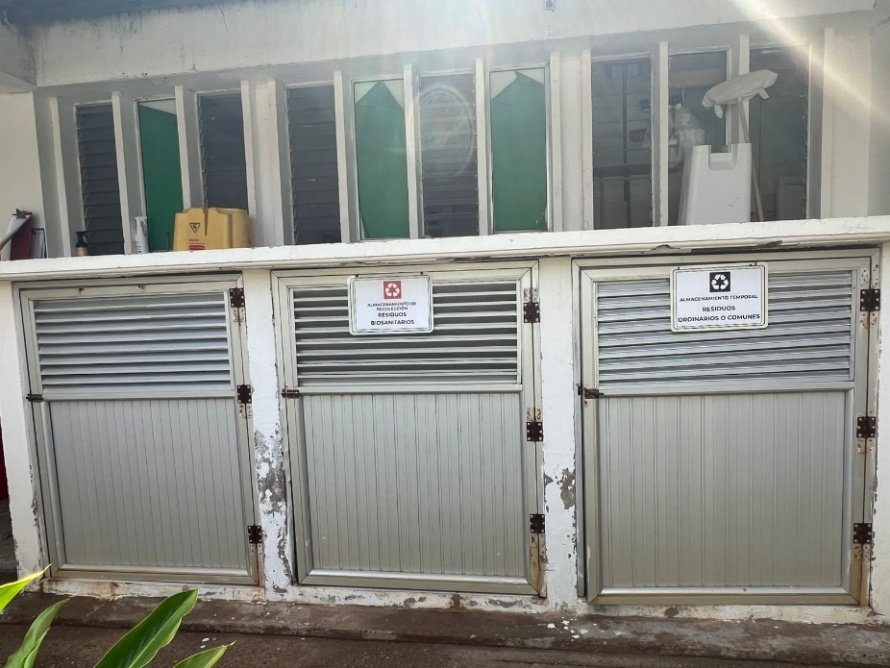 ALMACENAMIENTO DE
RECOLECCIÓN
RESIDUOS
BIOSANITARIOS
ALMACENAMIENTO TEMPORAL
RESIDUOS
ORDINARIOS O COMUNES